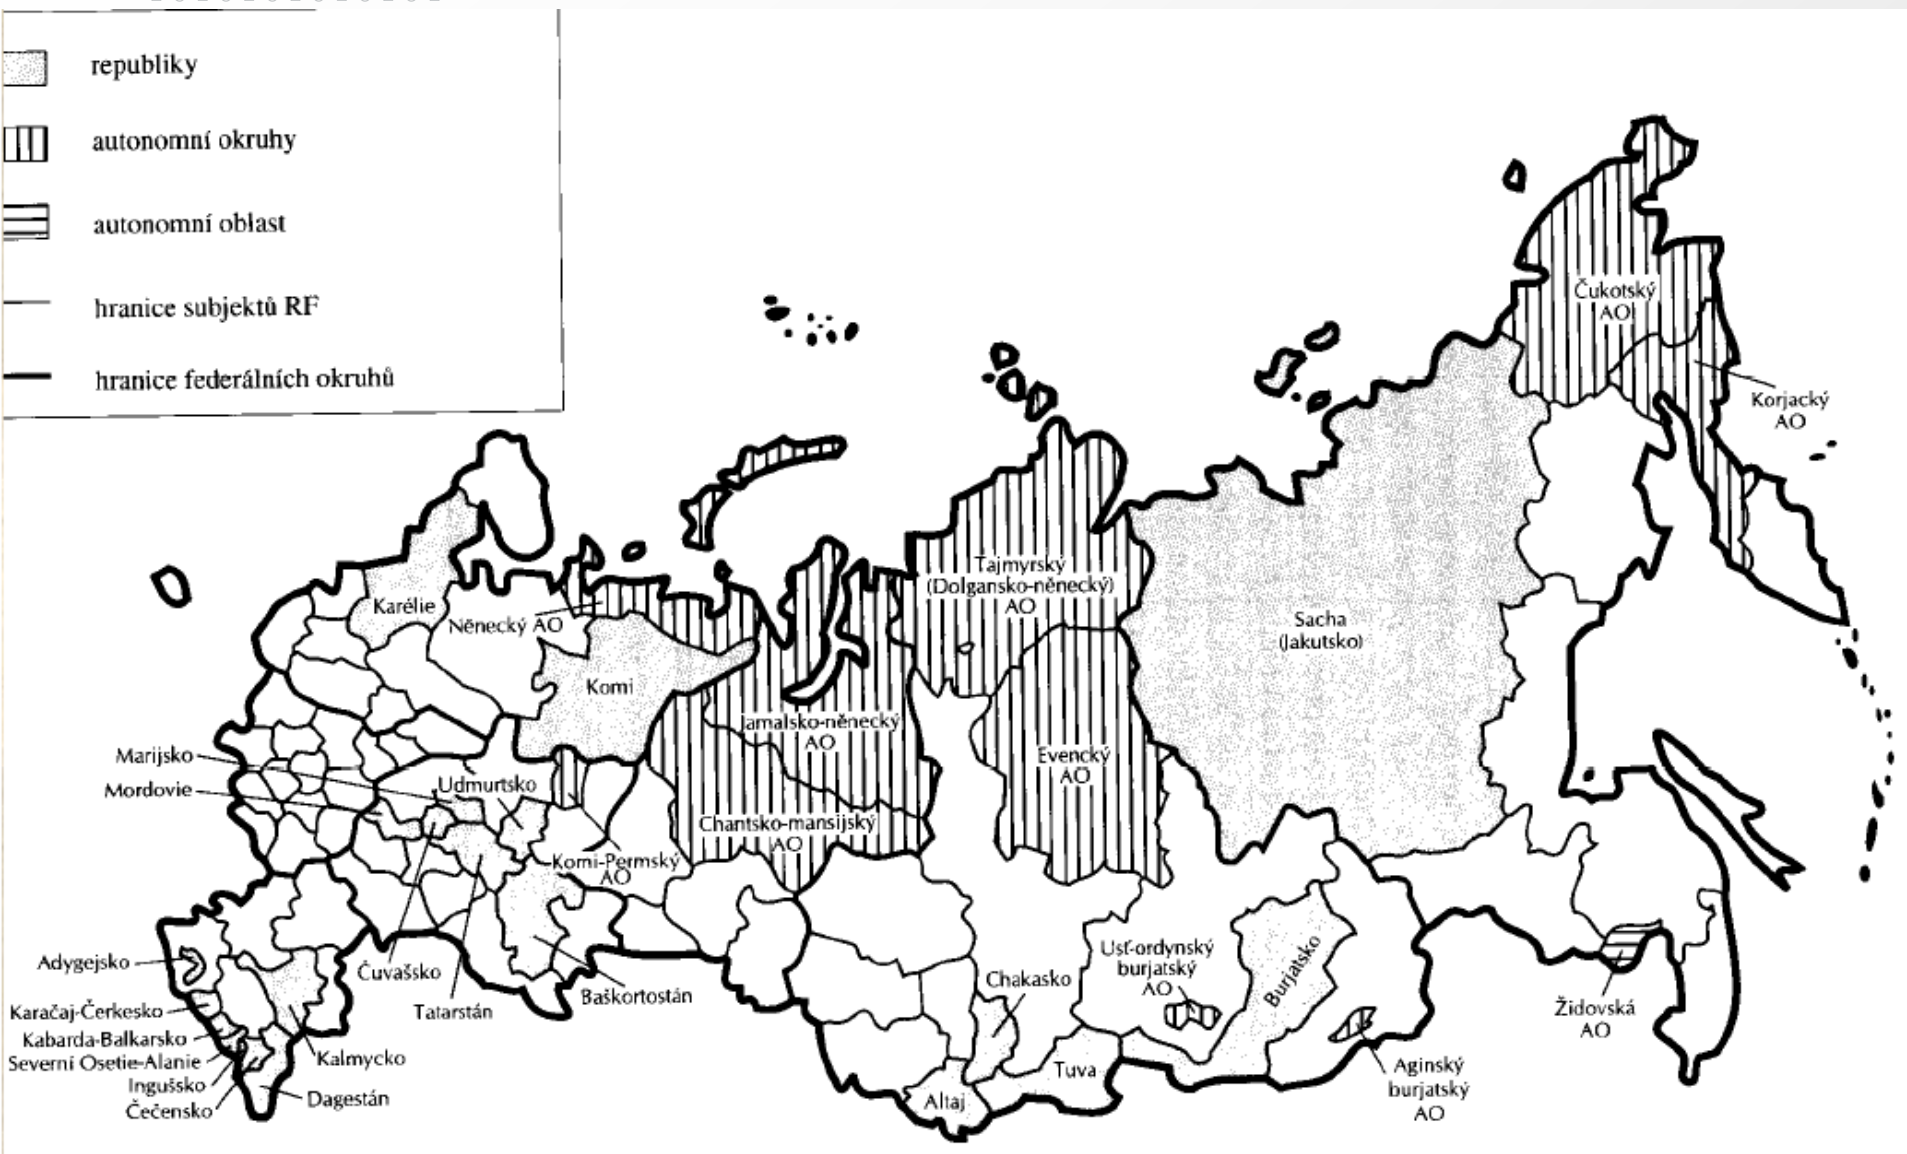 republiky
autonomní okruhy
autonomní oblast
hranice subjektů RF
hranice federálních okruhů
Čukotský
AO
Korjacký
AO
Tajmyrský
(Dolgansko-něnecký)
AO
Karélie
Něnecký AO
Sacha
(Jakutsko)
Komi
Jamalsko-něnecký
AO
Evencký
AO
Marijsko
Mordovie
Udmurtsko
Chantsko-mansijský
AO
Komi-Permský
AO
Adygejsko
Čuvašsko
Tatarstán
Baškortostán
Chakasko
Usť-ordynský
burjatský
AO
Burjatsko
Židovská
AO
Karačaj-Čerkesko
Kabarda-Balkarsko
Severní Osetie-Alanie
Ingušsko
Čečensko
Kalmycko
Dagestán
Tuva
Altaj
Aginský
burjatský
AO